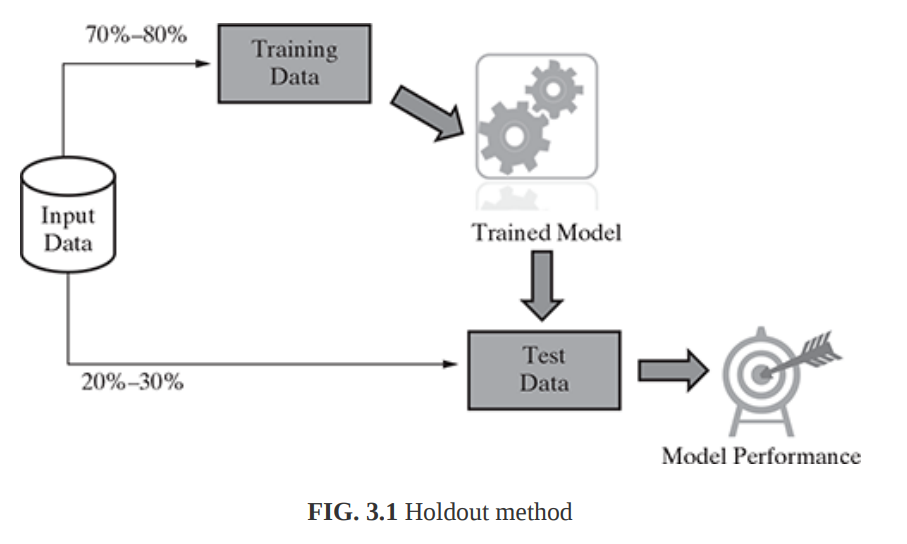 70%–80%
Training
Data
Input
Data
Trained Model
20%–30%
Test
Data
Model Performance
FIG. 3.1 Holdout method